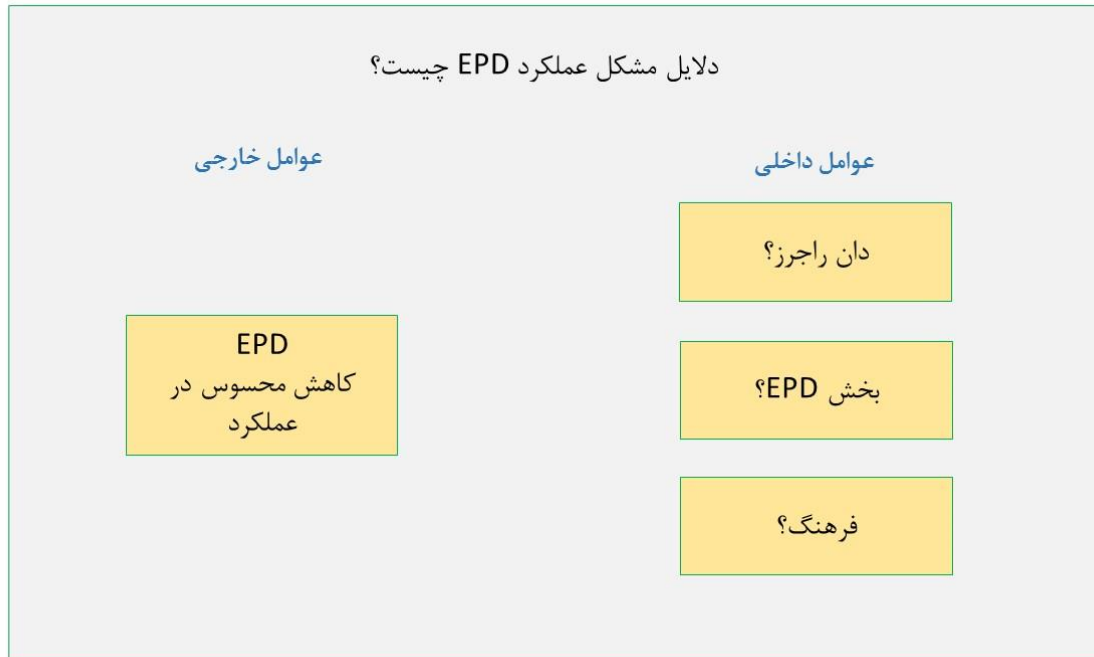 دلایل مشکل عملکرد EPD چیست؟
عوامل داخلی
دان راجرز؟
بخش EPD؟
فرهنگ؟
عوامل خارجی
EPD
کاهش محسوس در
عملکرد